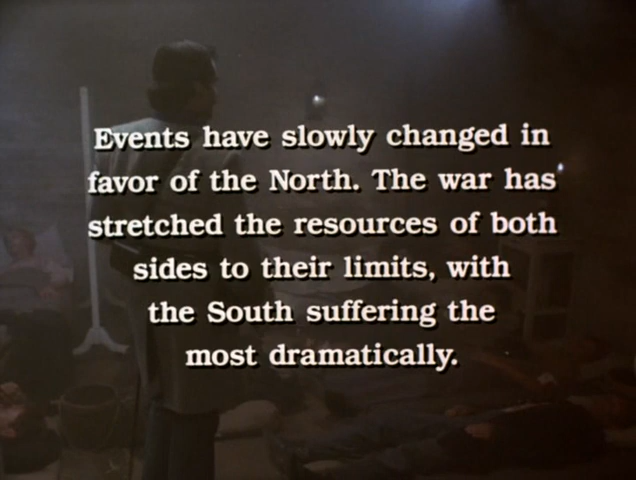 Events have slowly changed in
favor of the North. The war has
stretched the resources of both
sides to their limits, with
the South suffering the
most dramatically.